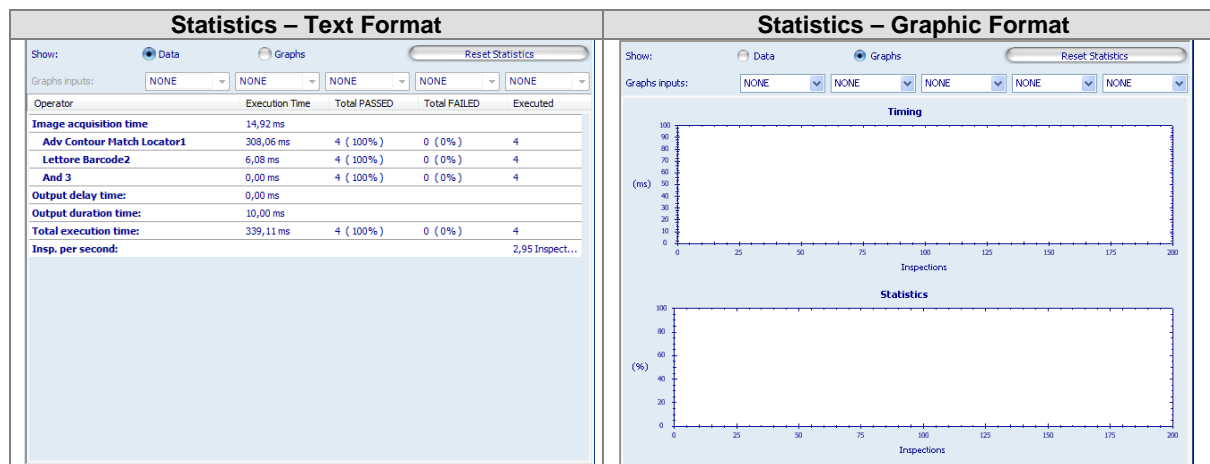 Statistics – Text Format
Show: Data Graphs Reset Statistics
Graphs inputs: NONE NONE NONE NONE NONE
Operator Execution Time Total PASSED Total FAILED Executed
Image acquisition time 14,92 ms
Adv Contour Match Locator1 308,06 ms 4 ( 100% ) 0 ( 0% ) 4
Lettore Barcode2 6,08 ms 4 ( 100% ) 0 ( 0% ) 4
And 3 0,00 ms 4 ( 100% ) 0 ( 0% ) 4
Output delay time: 0,00 ms
Output duration time: 10,00 ms
Total execution time: 339,11 ms 4 ( 100% ) 0 ( 0% ) 4
Insp. per second: 2,95 Inspect...
Statistics – Graphic Format
Show: Data Graphs Reset Statistics
Graphs inputs: NONE NONE NONE NONE NONE
Timing
100
90
80
70
60
(ms) 50
40
30
20
10
0
0 25 50 75 100 125 150 175 200
Inspections
Statistics
100
80
60
(%)
40
20
0
0 25 50 75 100 125 150 175 200
Inspections